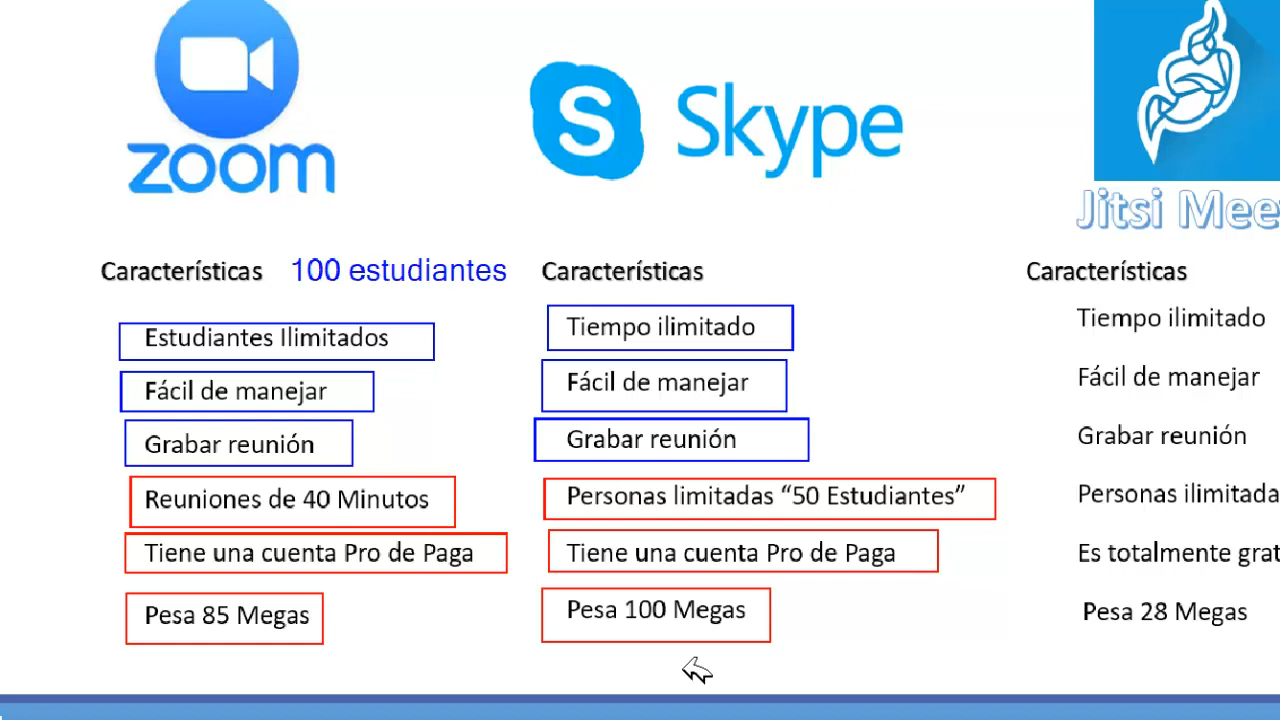 zoom
S
Skype
Jitsi Mee
Características
100 estudiantes
Estudiantes Ilimitados
Fácil de manejar
Grabar reunión
Reuniones de 40 Minutos
Tiene una cuenta Pro de Paga
Pesa 85 Megas
Características
Tiempo ilimitado
Fácil de manejar
Grabar reunión
Personas limitadas “50 Estudiantes”
Tiene una cuenta Pro de Paga
Pesa 100 Megas
Características
Tiempo ilimitado
Fácil de manejar
Grabar reunión
Personas ilimitada
Es totalmente grat
Pesa 28 Megas